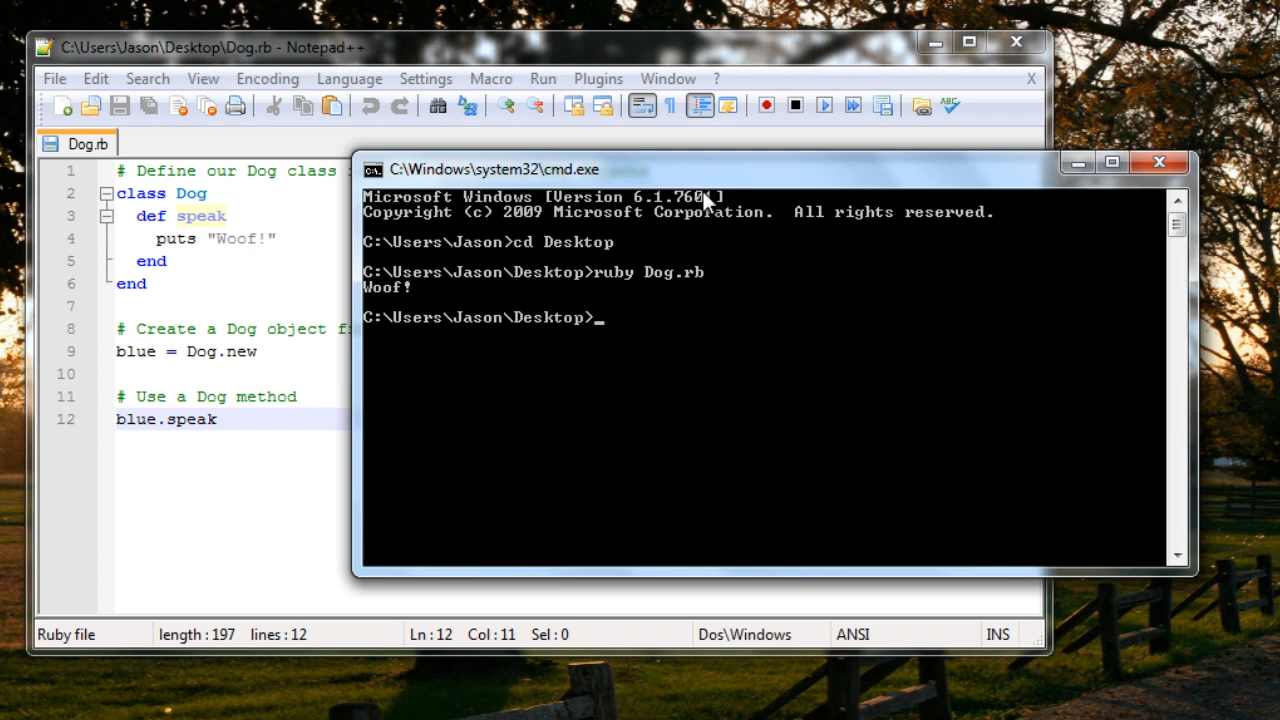 C:\Users\Jason\Desktop\Dog.rb - Notepad++
File Edit Search View Encoding Language Settings Macro Run Plugins Window ? X
Dog.rb
1 # Define our Dog class
2 class Dog
3 def speak
4 puts "Woof!"
5 end
6 end
7
8 # Create a Dog object
9 blue = Dog.new
10
11 # Use a Dog method
12 blue.speak
C:\Windows\system32\cmd.exe
Microsoft Windows [Version
Copyright (c) 2009 Microsoft Corporation. All rights reserved.
C:\Users\Jason>cd Desktop
C:\Users\Jason\Desktop>ruby Dog.rb
Woof!
C:\Users\Jason\Desktop>_
Ruby file length : 197 lines : 12 Ln : 12 Col : 11 Sel : 0 Dos\Windows ANSI INS